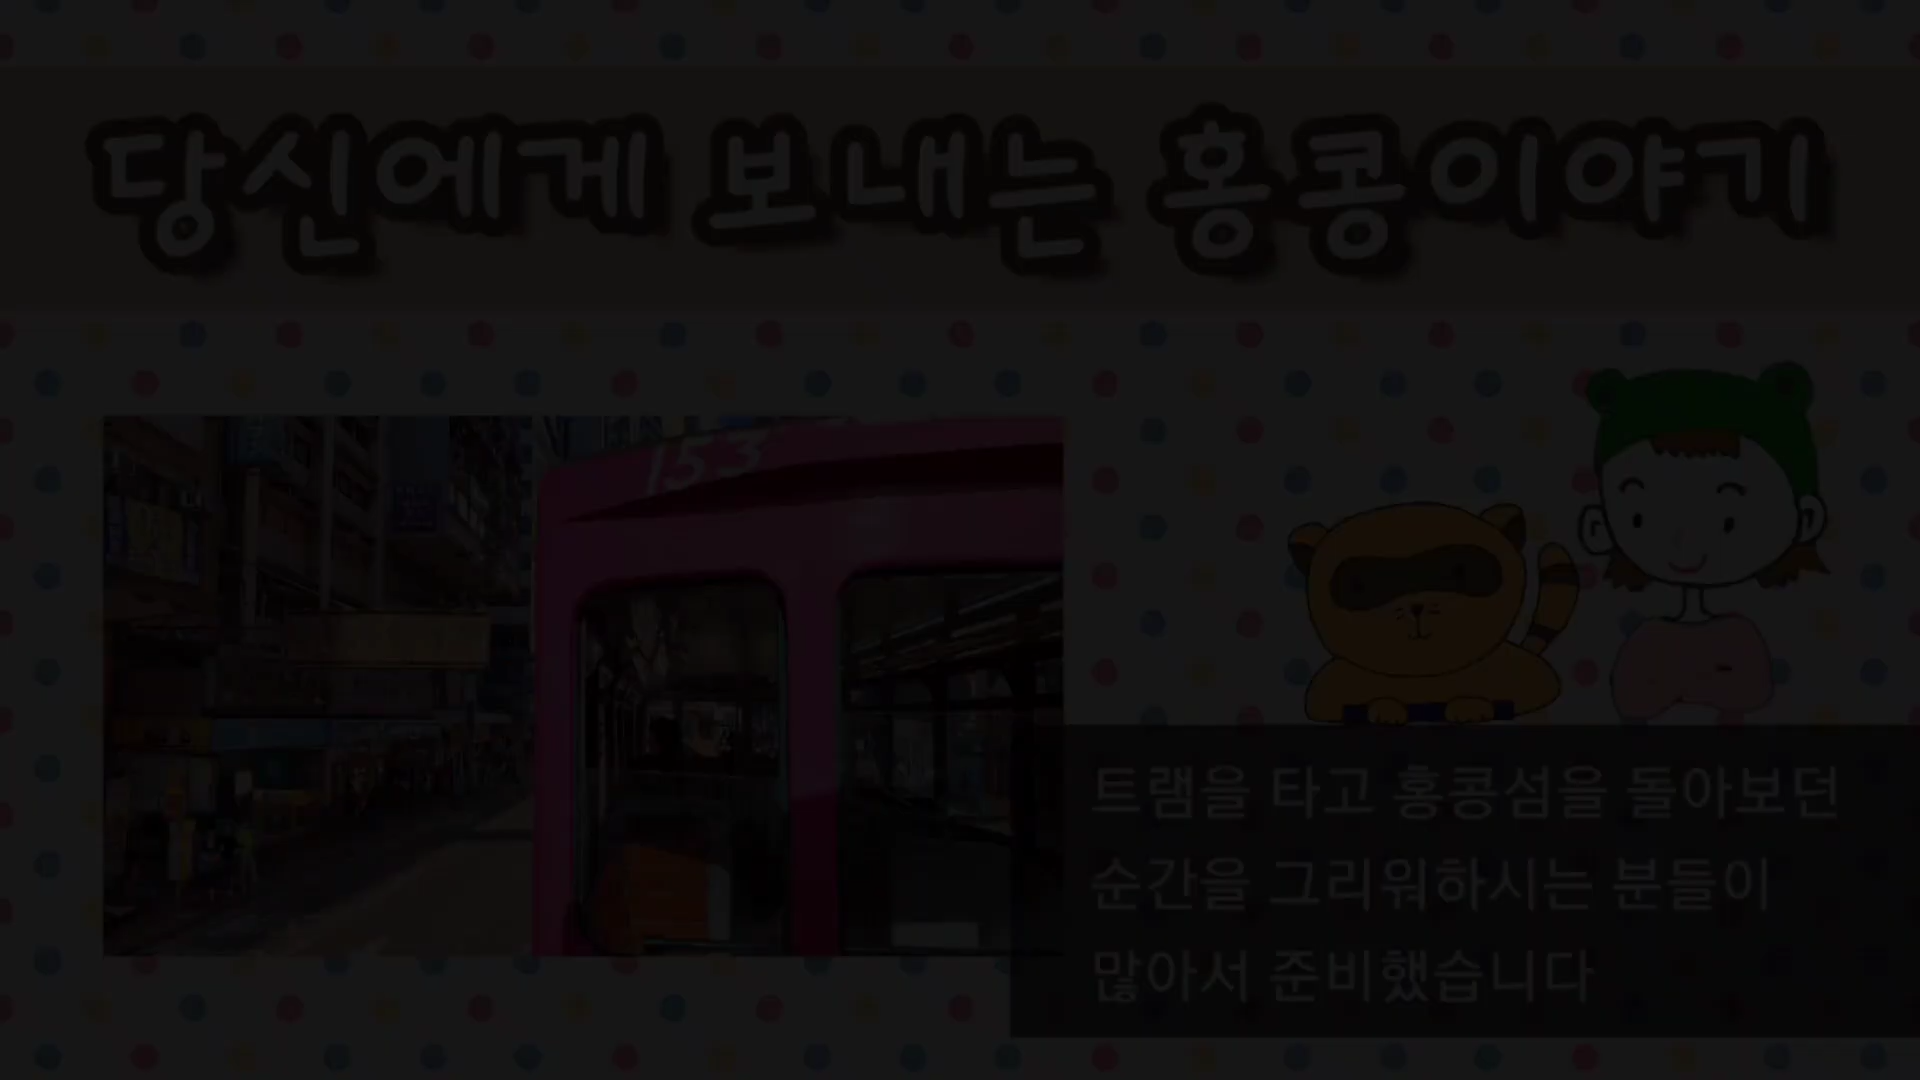 당신에게 보내는 홍콩이야기
153
트램을 타고 홍콩섬을 돌아보던
순간을 그리워하시는 분들이
많아서 준비했습니다